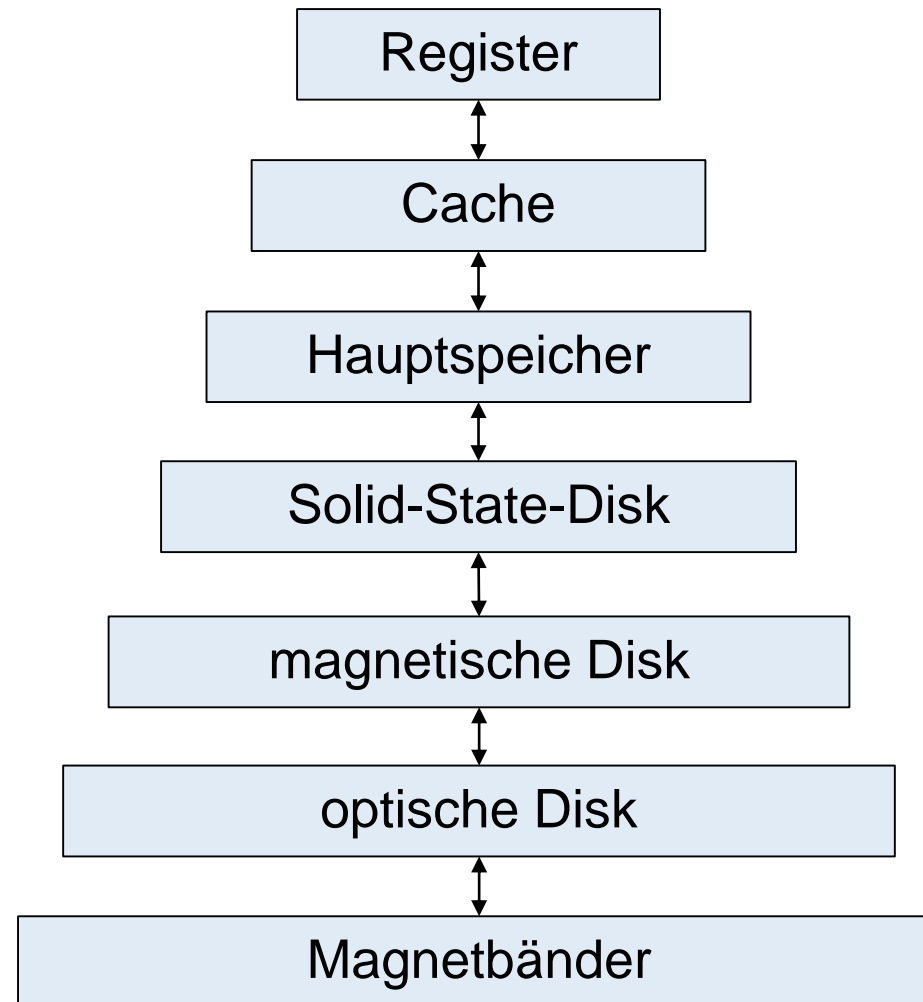 Register
Cache
Hauptspeicher
Solid-State-Disk
magnetische Disk
optische Disk
Magnetbänder